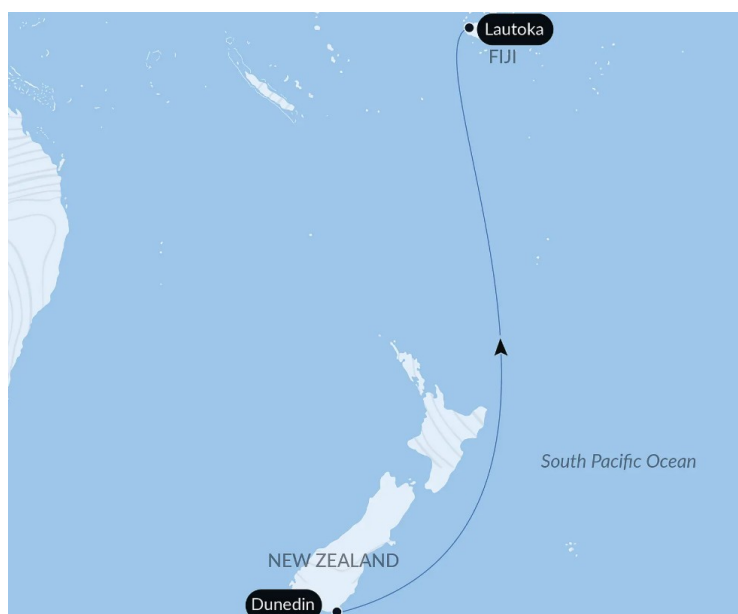 Lautoka
FIJI
South Pacific Ocean
NEW ZEALAND
Dunedin